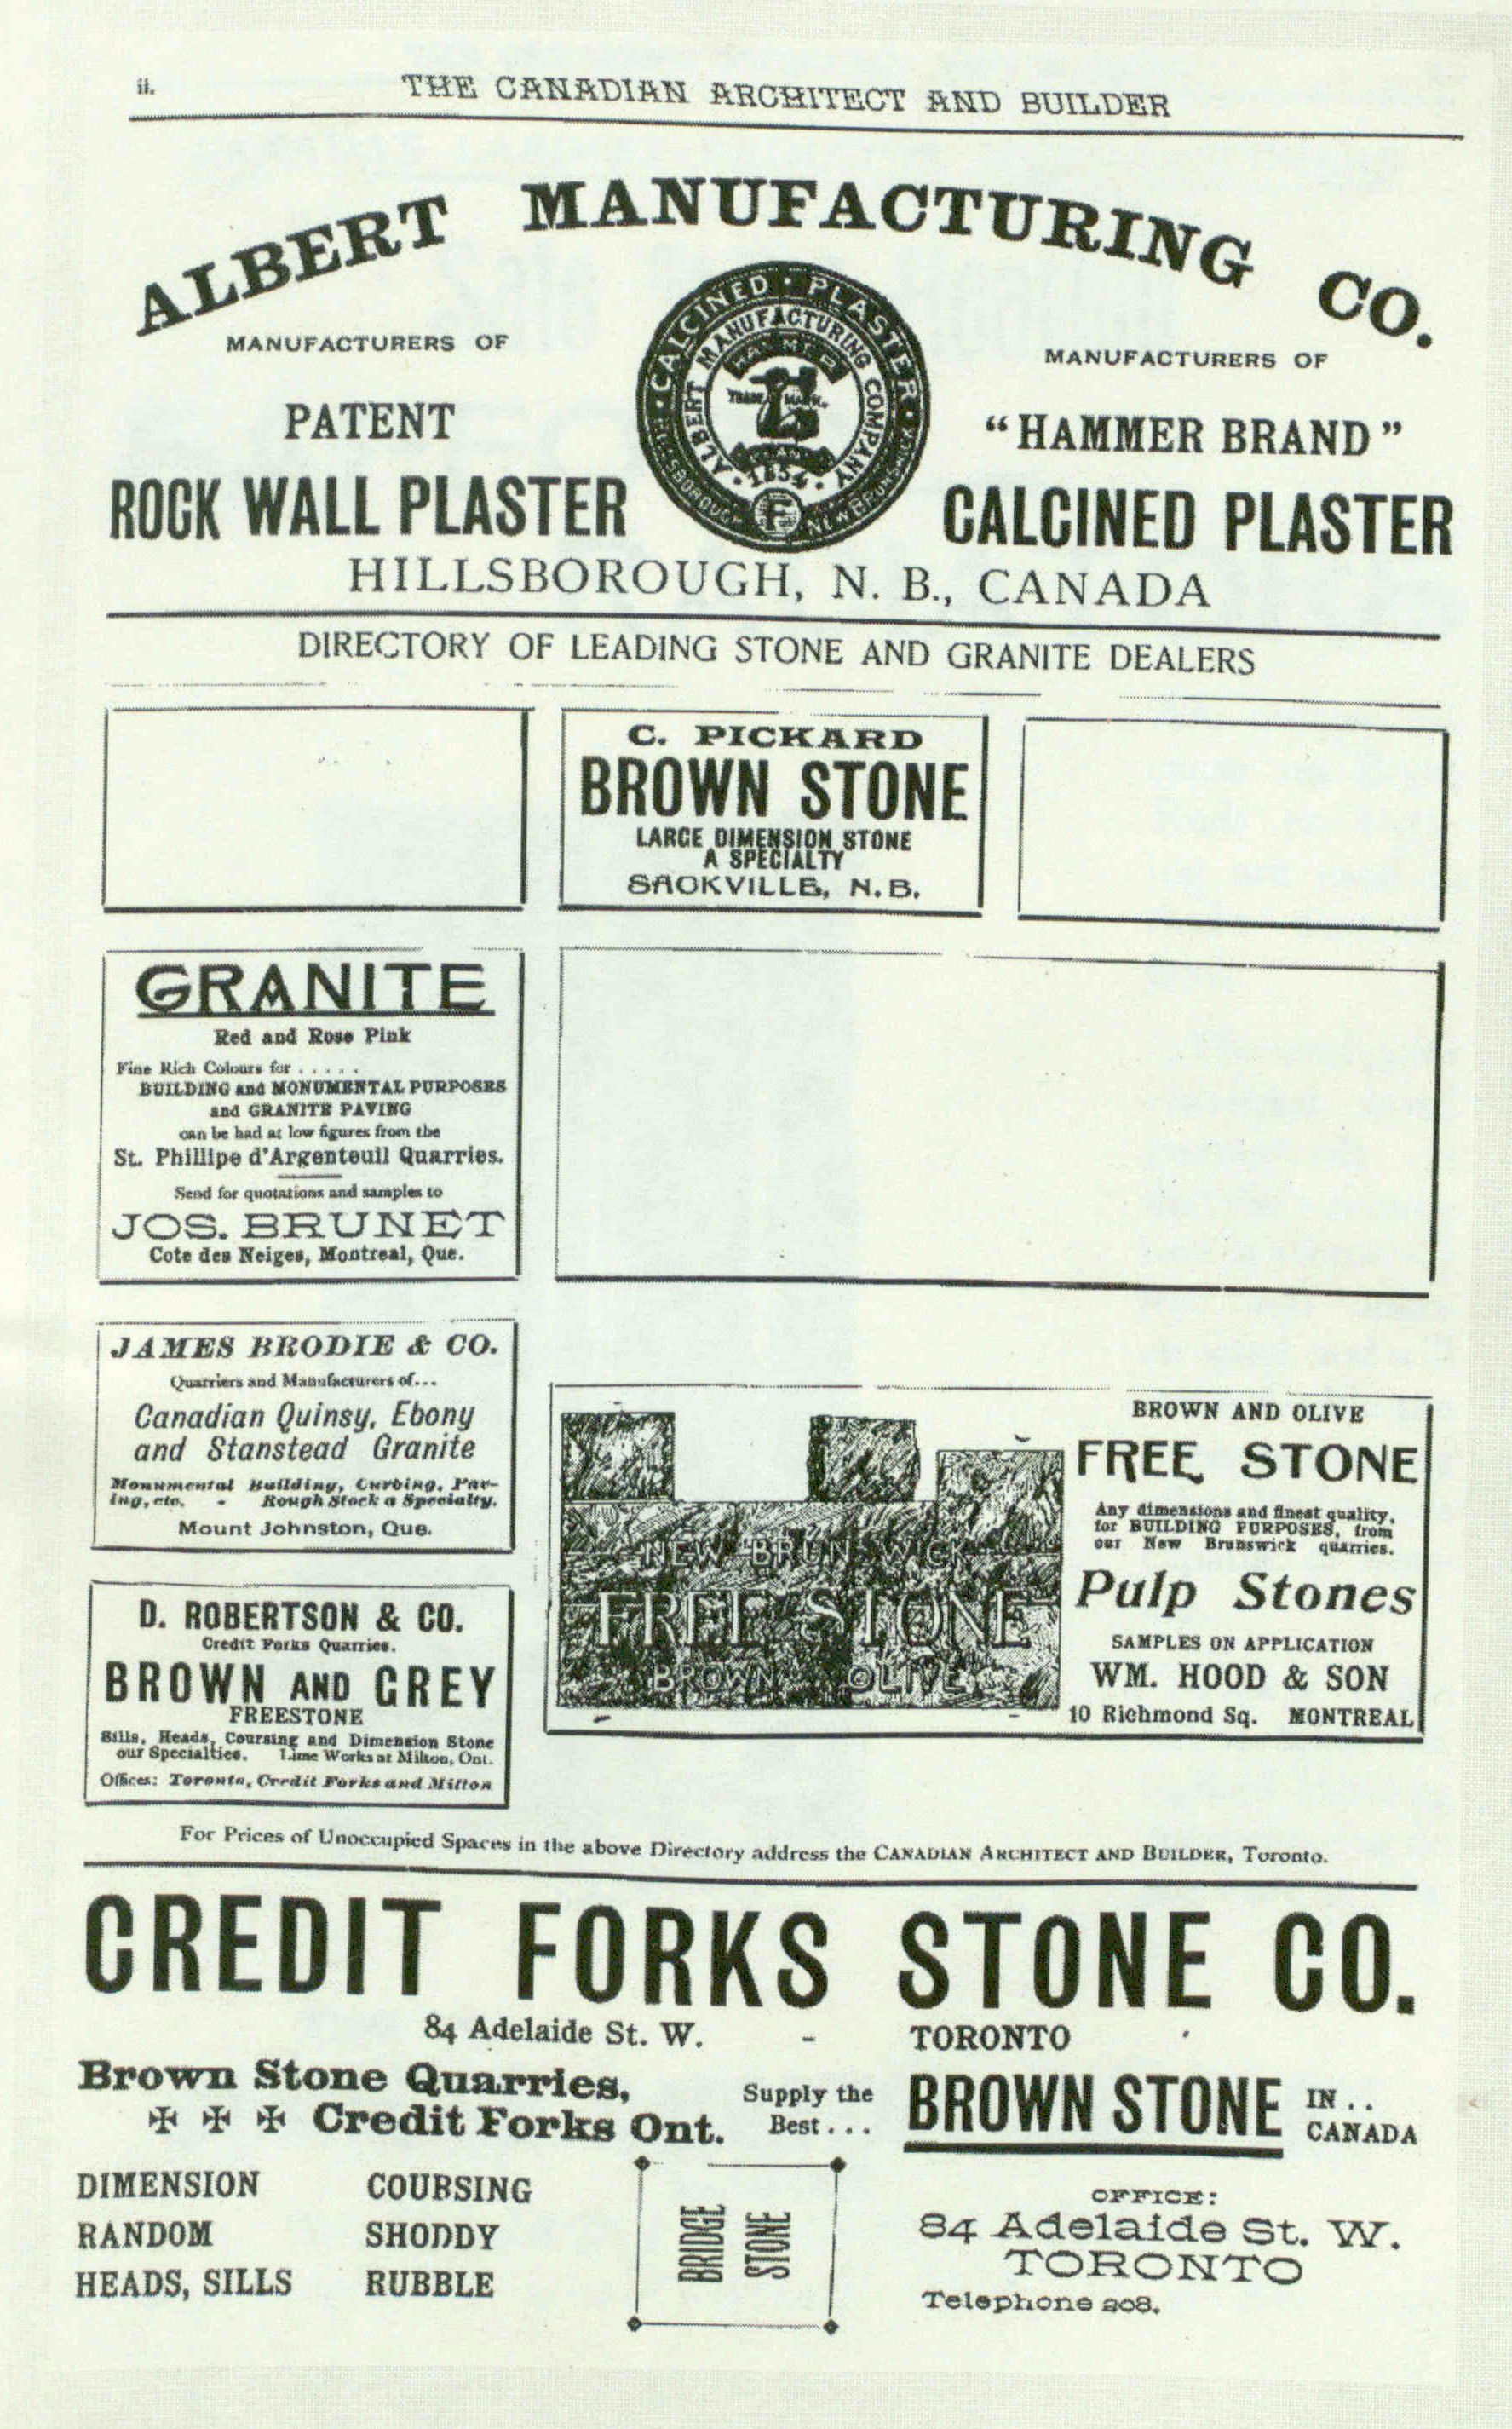 ii.
THE CANADIAN ARCHITECT AND BUILDER
ALBERT MANUFACTURING CO.
MANUFACTURERS OF
PATENT
ROCK WALL PLASTER
· CALCINED · PLASTER ·
HILLSBOROUGH NEW BRUNSWICK
ALBERT MANUFACTURING COMPANY
HAMMER
TRADE MARK.
BRAND
· 1854 ·
F
MANUFACTURERS OF
"HAMMER BRAND"
CALCINED PLASTER
HILLSBOROUGH, N. B., CANADA
DIRECTORY OF LEADING STONE AND GRANITE DEALERS
C. PICKARD
BROWN STONE
LARGE DIMENSION STONE
A SPECIALTY
SACKVILLE, N.B.
GRANITE
Red and Rose Pink
Fine Rich Colours for . . . . .
BUILDING and MONUMENTAL PURPOSES
and GRANITE PAVING
can be had at low figures from the
St. Phillipe d'Argenteuil Quarries.
Send for quotations and samples to
JOS. BRUNET
Cote des Neiges, Montreal, Que.
JAMES BRODIE & CO.
Quarriers and Manufacturers of...
Canadian Quinsy, Ebony
and Stanstead Granite
Monumental Building, Curbing, Pav-
ing, etc. - Rough Stock a Specialty.
Mount Johnston, Que.
D. ROBERTSON & CO.
Credit Forks Quarries.
BROWN AND GREY
FREESTONE
Sills, Heads, Coursing and Dimension Stone
our Specialties. Lime Works at Milton, Ont.
Offices: Toronto, Credit Forks and Milton
NEW BRUNSWICK
FREE STONE
BROWN OLIVE
BROWN AND OLIVE
FREE STONE
Any dimensions and finest quality,
for BUILDING PURPOSES, from
our New Brunswick quarries.
Pulp Stones
SAMPLES ON APPLICATION
WM. HOOD & SON
10 Richmond Sq. MONTREAL
For Prices of Unoccupied Spaces in the above Directory address the CANADIAN ARCHITECT AND BUILDER, Toronto.
CREDIT FORKS STONE CO.
84 Adelaide St. W. - TORONTO
Brown Stone Quarries,
✠ ✠ ✠ Credit Forks Ont.
Supply the
Best . . .
BROWN STONE
IN . .
CANADA
DIMENSION COURSING
RANDOM SHODDY
HEADS, SILLS RUBBLE
BRIDGE
STONE
OFFICE:
84 Adelaide St. W.
TORONTO
Telephone 208.